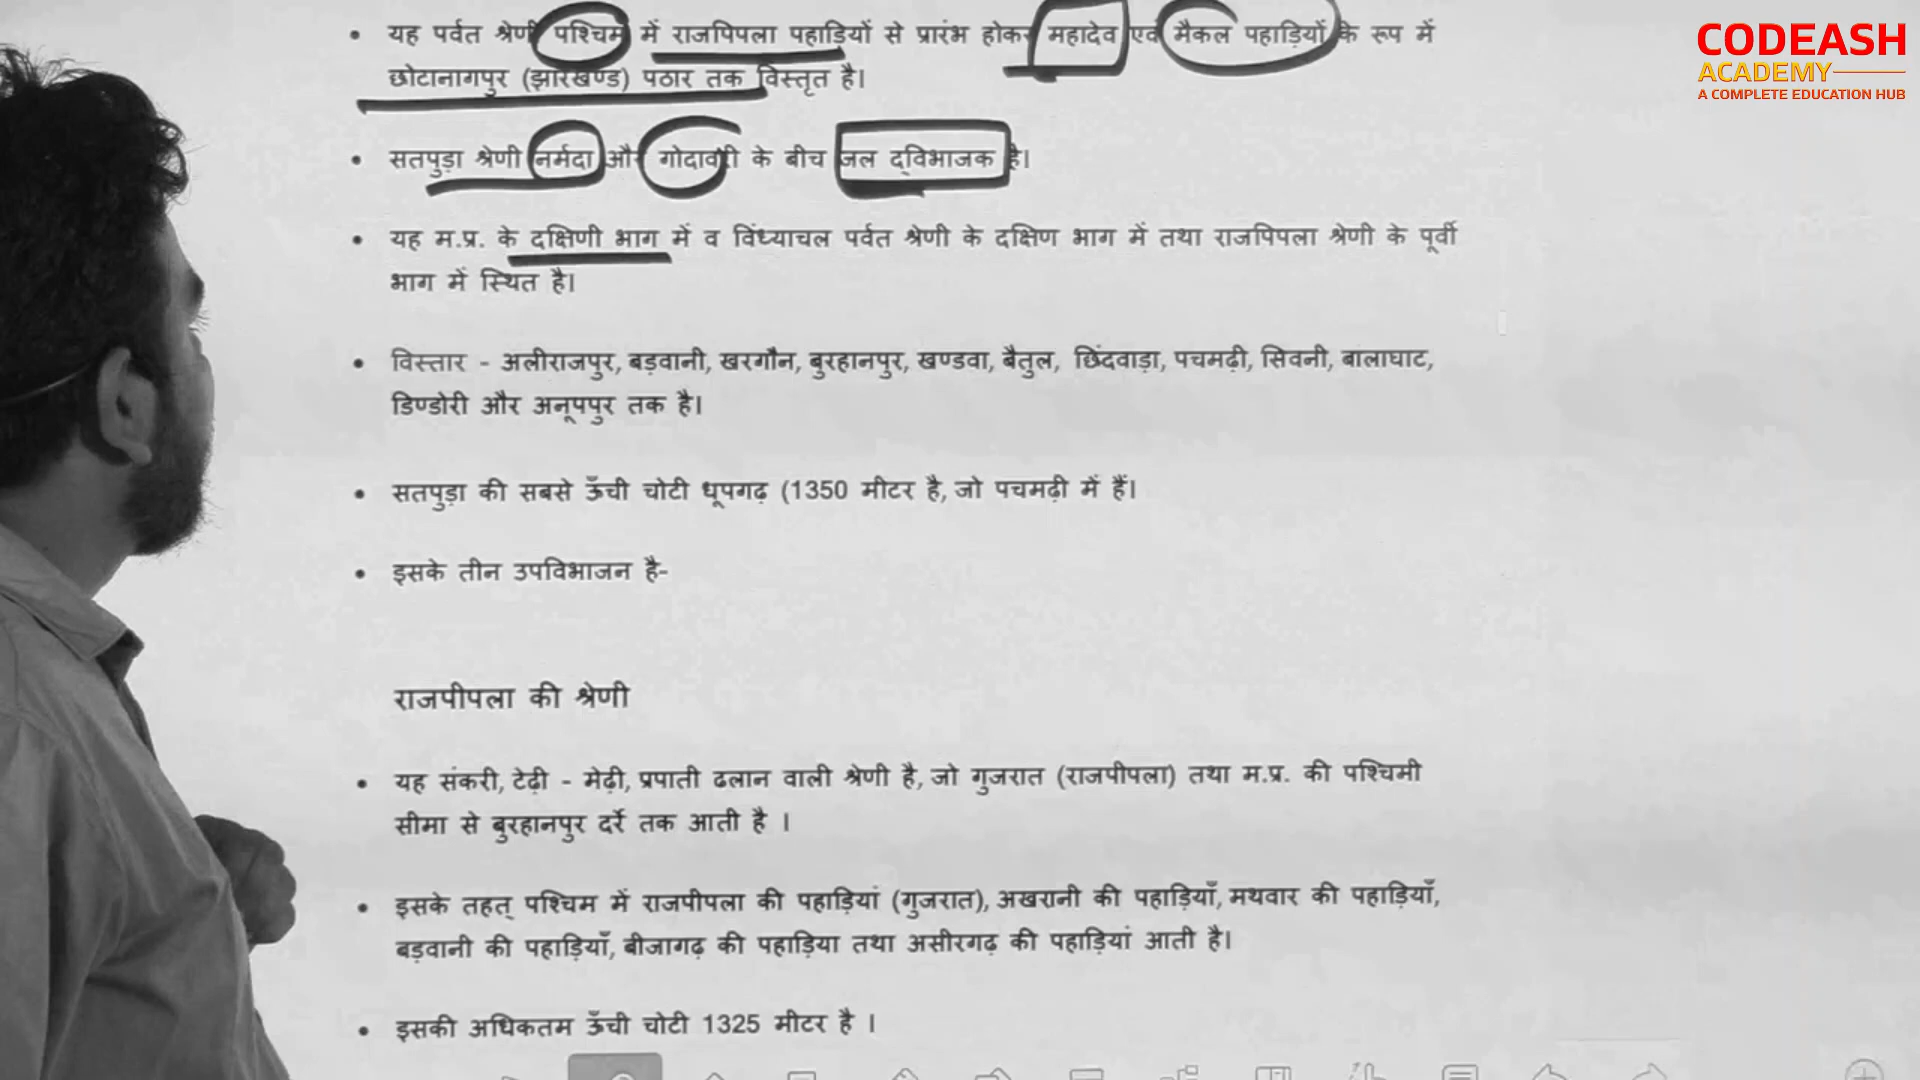 CODEASH
ACADEMY
A COMPLETE EDUCATION HUB
• यह पर्वत श्रेणी पश्चिम में राजपिपला पहाड़ियों से प्रारंभ होकर महादेव एवं मैकल पहाड़ियों के रूप में
छोटानागपुर (झारखण्ड) पठार तक विस्तृत है।
• सतपुड़ा श्रेणी नर्मदा और गोदावरी के बीच जल द्विभाजक है।
• यह म.प्र. के दक्षिणी भाग में व विंध्याचल पर्वत श्रेणी के दक्षिण भाग में तथा राजपिपला श्रेणी के पूर्वी
भाग में स्थित है।
• विस्तार - अलीराजपुर, बड़वानी, खरगौन, बुरहानपुर, खण्डवा, बैतुल, छिंदवाड़ा, पचमढ़ी, सिवनी, बालाघाट,
डिण्डोरी और अनूपपुर तक है।
• सतपुड़ा की सबसे ऊँची चोटी धूपगढ़ (1350 मीटर है, जो पचमढ़ी में हैं।
• इसके तीन उपविभाजन है-
राजपीपला की श्रेणी
• यह संकरी, टेढ़ी - मेढ़ी, प्रपाती ढलान वाली श्रेणी है, जो गुजरात (राजपीपला) तथा म.प्र. की पश्चिमी
सीमा से बुरहानपुर दर्रे तक आती है ।
• इसके तहत् पश्चिम में राजपीपला की पहाड़ियां (गुजरात), अखरानी की पहाड़ियाँ, मथवार की पहाड़ियाँ,
बड़वानी की पहाड़ियाँ, बीजागढ़ की पहाड़िया तथा असीरगढ़ की पहाड़ियां आती है।
• इसकी अधिकतम ऊँची चोटी 1325 मीटर है ।